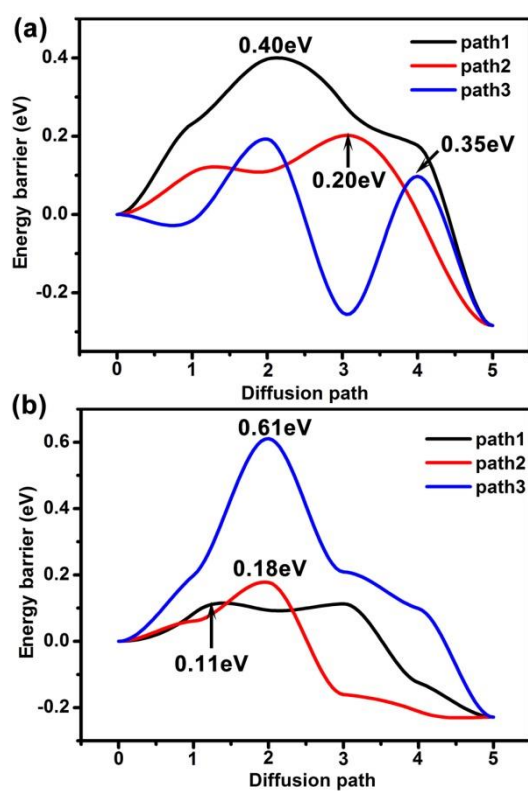 (a)
0.40eV
path1
path2
path3
0.35eV
0.20eV
Energy barrier (eV)
0.4
0.2
0.0
-0.2
0 1 2 3 4 5
Diffusion path
(b)
0.61eV
path1
path2
path3
0.18eV
0.11eV
Energy barrier (eV)
0.6
0.4
0.2
0.0
-0.2
0 1 2 3 4 5
Diffusion path